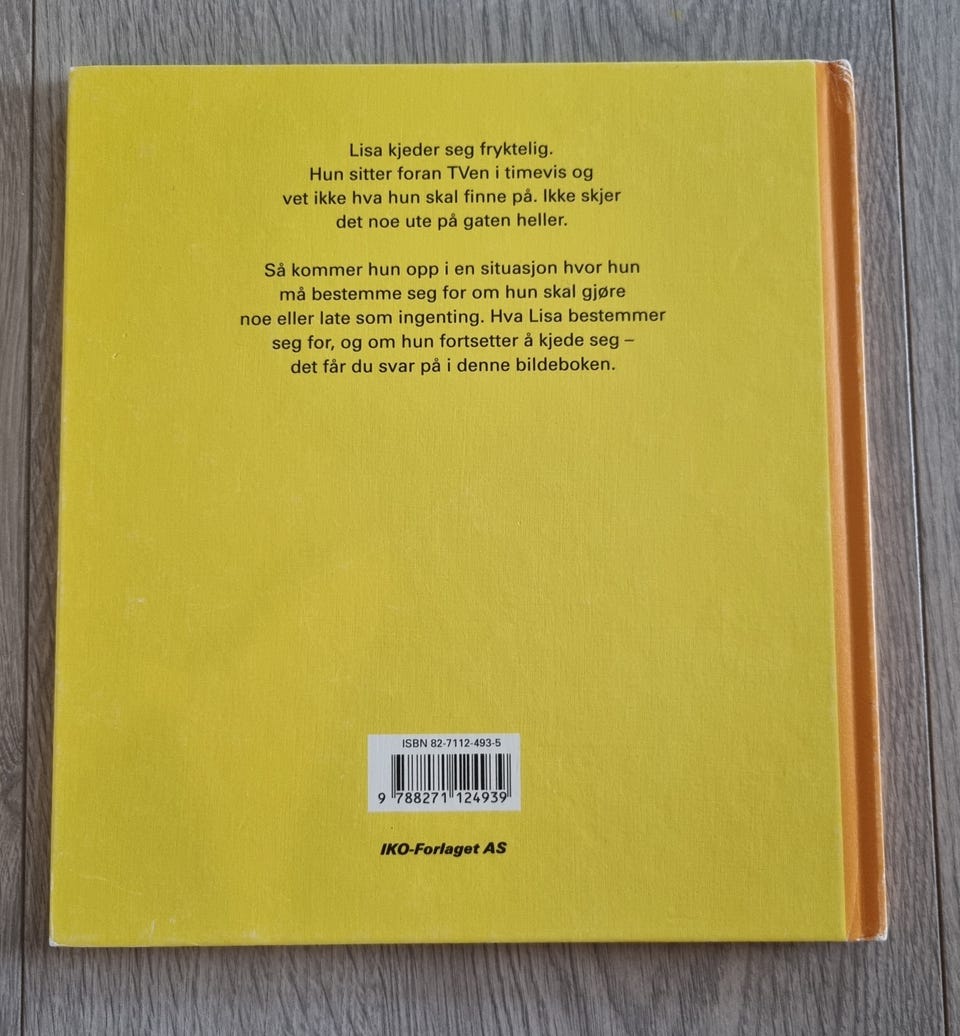 Lisa kjeder seg fryktelig.
Hun sitter foran TVen i timevis og
vet ikke hva hun skal finne på. Ikke skjer
det noe ute på gaten heller.
Så kommer hun opp i en situasjon hvor hun
må bestemme seg for om hun skal gjøre
noe eller late som ingenting. Hva Lisa bestemmer
seg for, og om hun fortsetter å kjede seg –
det får du svar på i denne bildeboken.
ISBN 82-7112-493-5
9 788271 124939
IKO-Forlaget AS